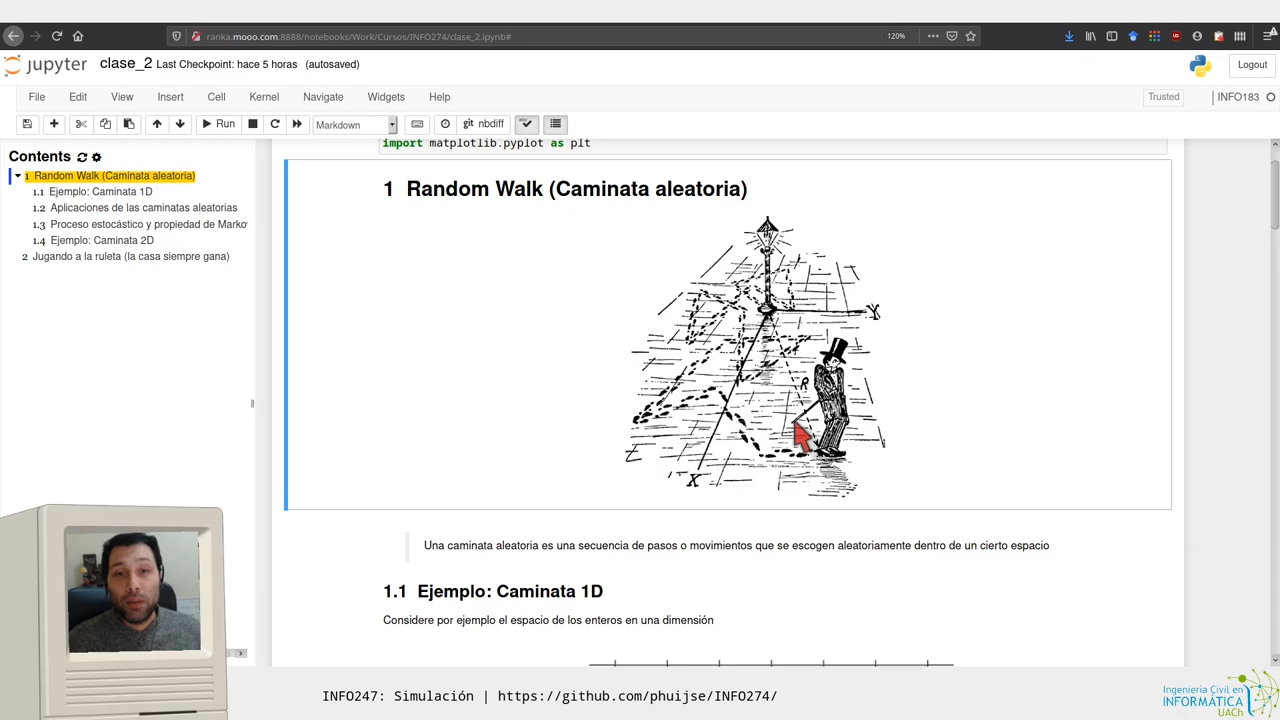 ranka.mooo.com:8888/notebooks/Work/Cursos/INFO274/clase_2.ipynb#
120%
jupyter clase_2 Last Checkpoint: hace 5 horas (autosaved)
Logout
File Edit View Insert Cell Kernel Navigate Widgets Help
Trusted
INFO183
Run
Markdown
git nbdiff
Contents
1 Random Walk (Caminata aleatoria)
1.1 Ejemplo: Caminata 1D
1.2 Aplicaciones de las caminatas aleatorias
1.3 Proceso estocástico y propiedad de Marko
1.4 Ejemplo: Caminata 2D
2 Jugando a la ruleta (la casa siempre gana)
import matplotlib.pyplot as plt
1 Random Walk (Caminata aleatoria)
Y
R
X
Una caminata aleatoria es una secuencia de pasos o movimientos que se escogen aleatoriamente dentro de un cierto espacio
1.1 Ejemplo: Caminata 1D
Considere por ejemplo el espacio de los enteros en una dimensión
INFO247: Simulación | https://github.com/phuijse/INFO274/
Ingeniería Civil en
INFORMÁTICA
UACh